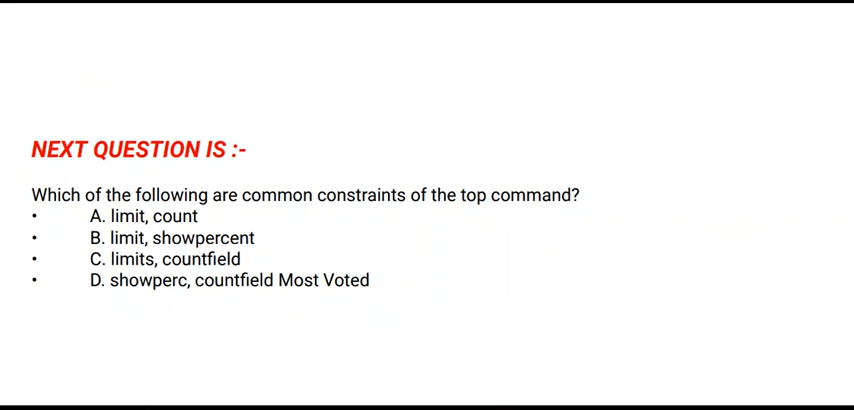 NEXT QUESTION IS :-
Which of the following are common constraints of the top command?
• A. limit, count
• B. limit, showpercent
• C. limits, countfield
• D. showperc, countfield Most Voted